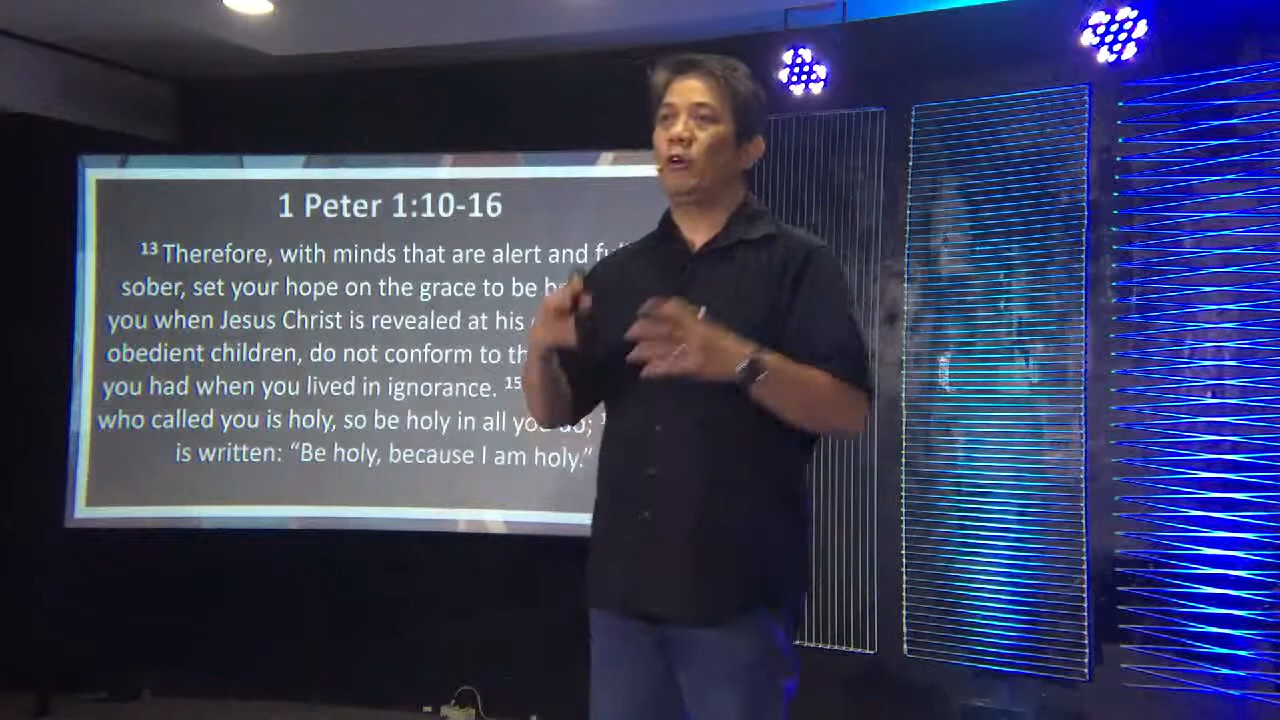 1 Peter 1:10-16
13 Therefore, with minds that are alert and
sober, set your hope on the grace to be
you when Jesus Christ is revealed at his
obedient children, do not conform to
you had when you lived in ignorance. 15
who called you is holy, so be holy in all you do;
is written: “Be holy, because I am holy.”